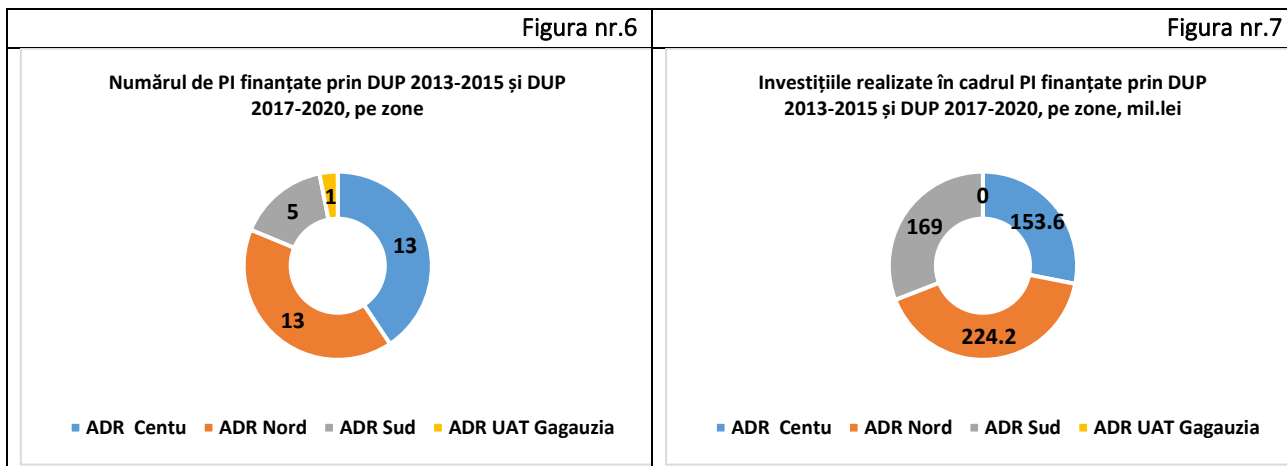 Figura nr.6
Numărul de PI finanțate prin DUP 2013-2015 și DUP
2017-2020, pe zone
1
5
13
13
ADR  Centu ADR Nord ADR Sud ADR UAT Gagauzia
Figura nr.7
Investițiile realizate în cadrul PI finanțate prin DUP
2013-2015 și DUP 2017-2020, pe zone, mil.lei
0
169
153.6
224.2
ADR  Centu ADR Nord ADR Sud ADR UAT Gagauzia